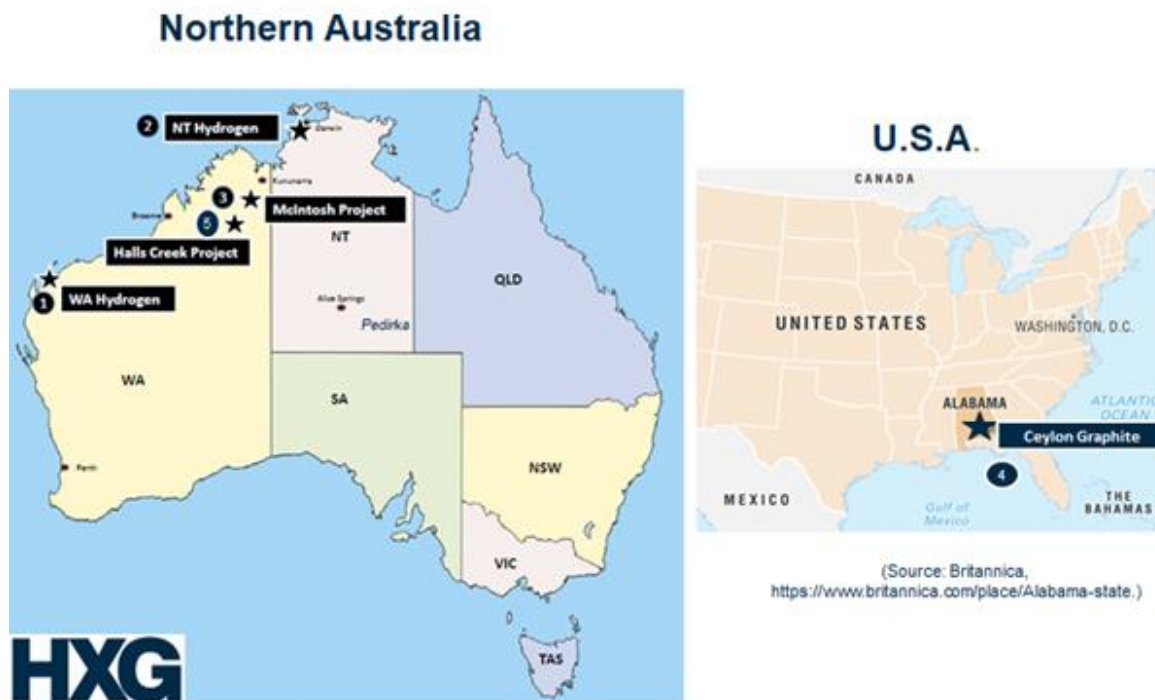 Northern Australia
2 NT Hydrogen
Darwin
Kununurra
3
McIntosh Project
Broome
5
NT
Halls Creek Project
QLD
1 WA Hydrogen
Alice Springs
Pedirka
WA
SA
Perth
NSW
VIC
TAS
HXG
U.S.A.
CANADA
UNITED STATES
WASHINGTON, D.C.
ALABAMA
ATLANTIC
OCEAN
Ceylon Graphite
4
MEXICO
Gulf of
Mexico
THE
BAHAMAS
(Source: Britannica,
https://www.britannica.com/place/Alabama-state.)